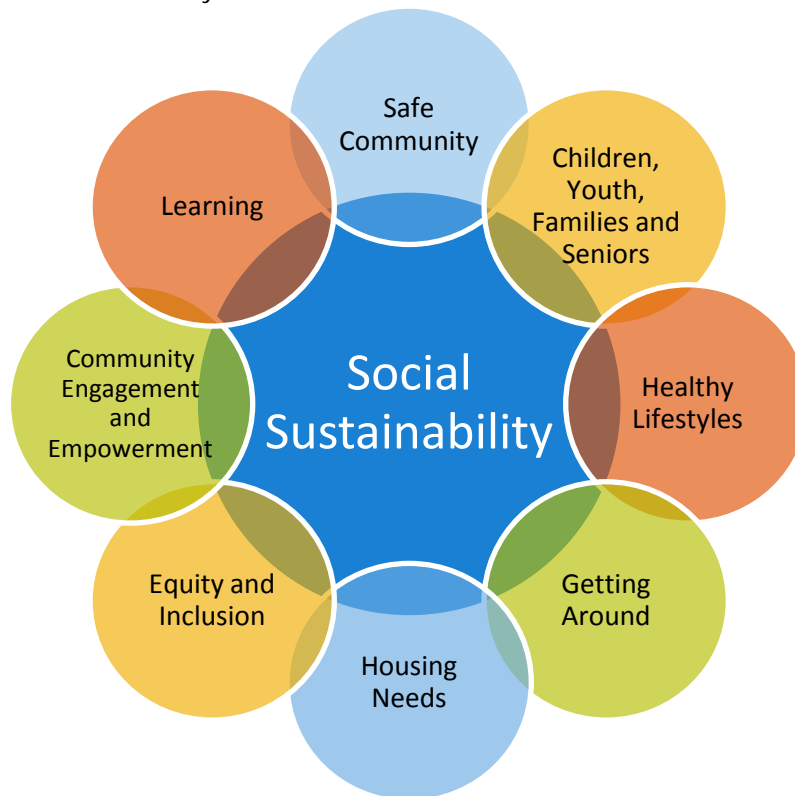 Safe
Community
Children,
Youth,
Families and
Seniors
Learning
Community
Engagement
and
Empowerment
Social
Sustainability
Healthy
Lifestyles
Equity and
Inclusion
Getting
Around
Housing
Needs